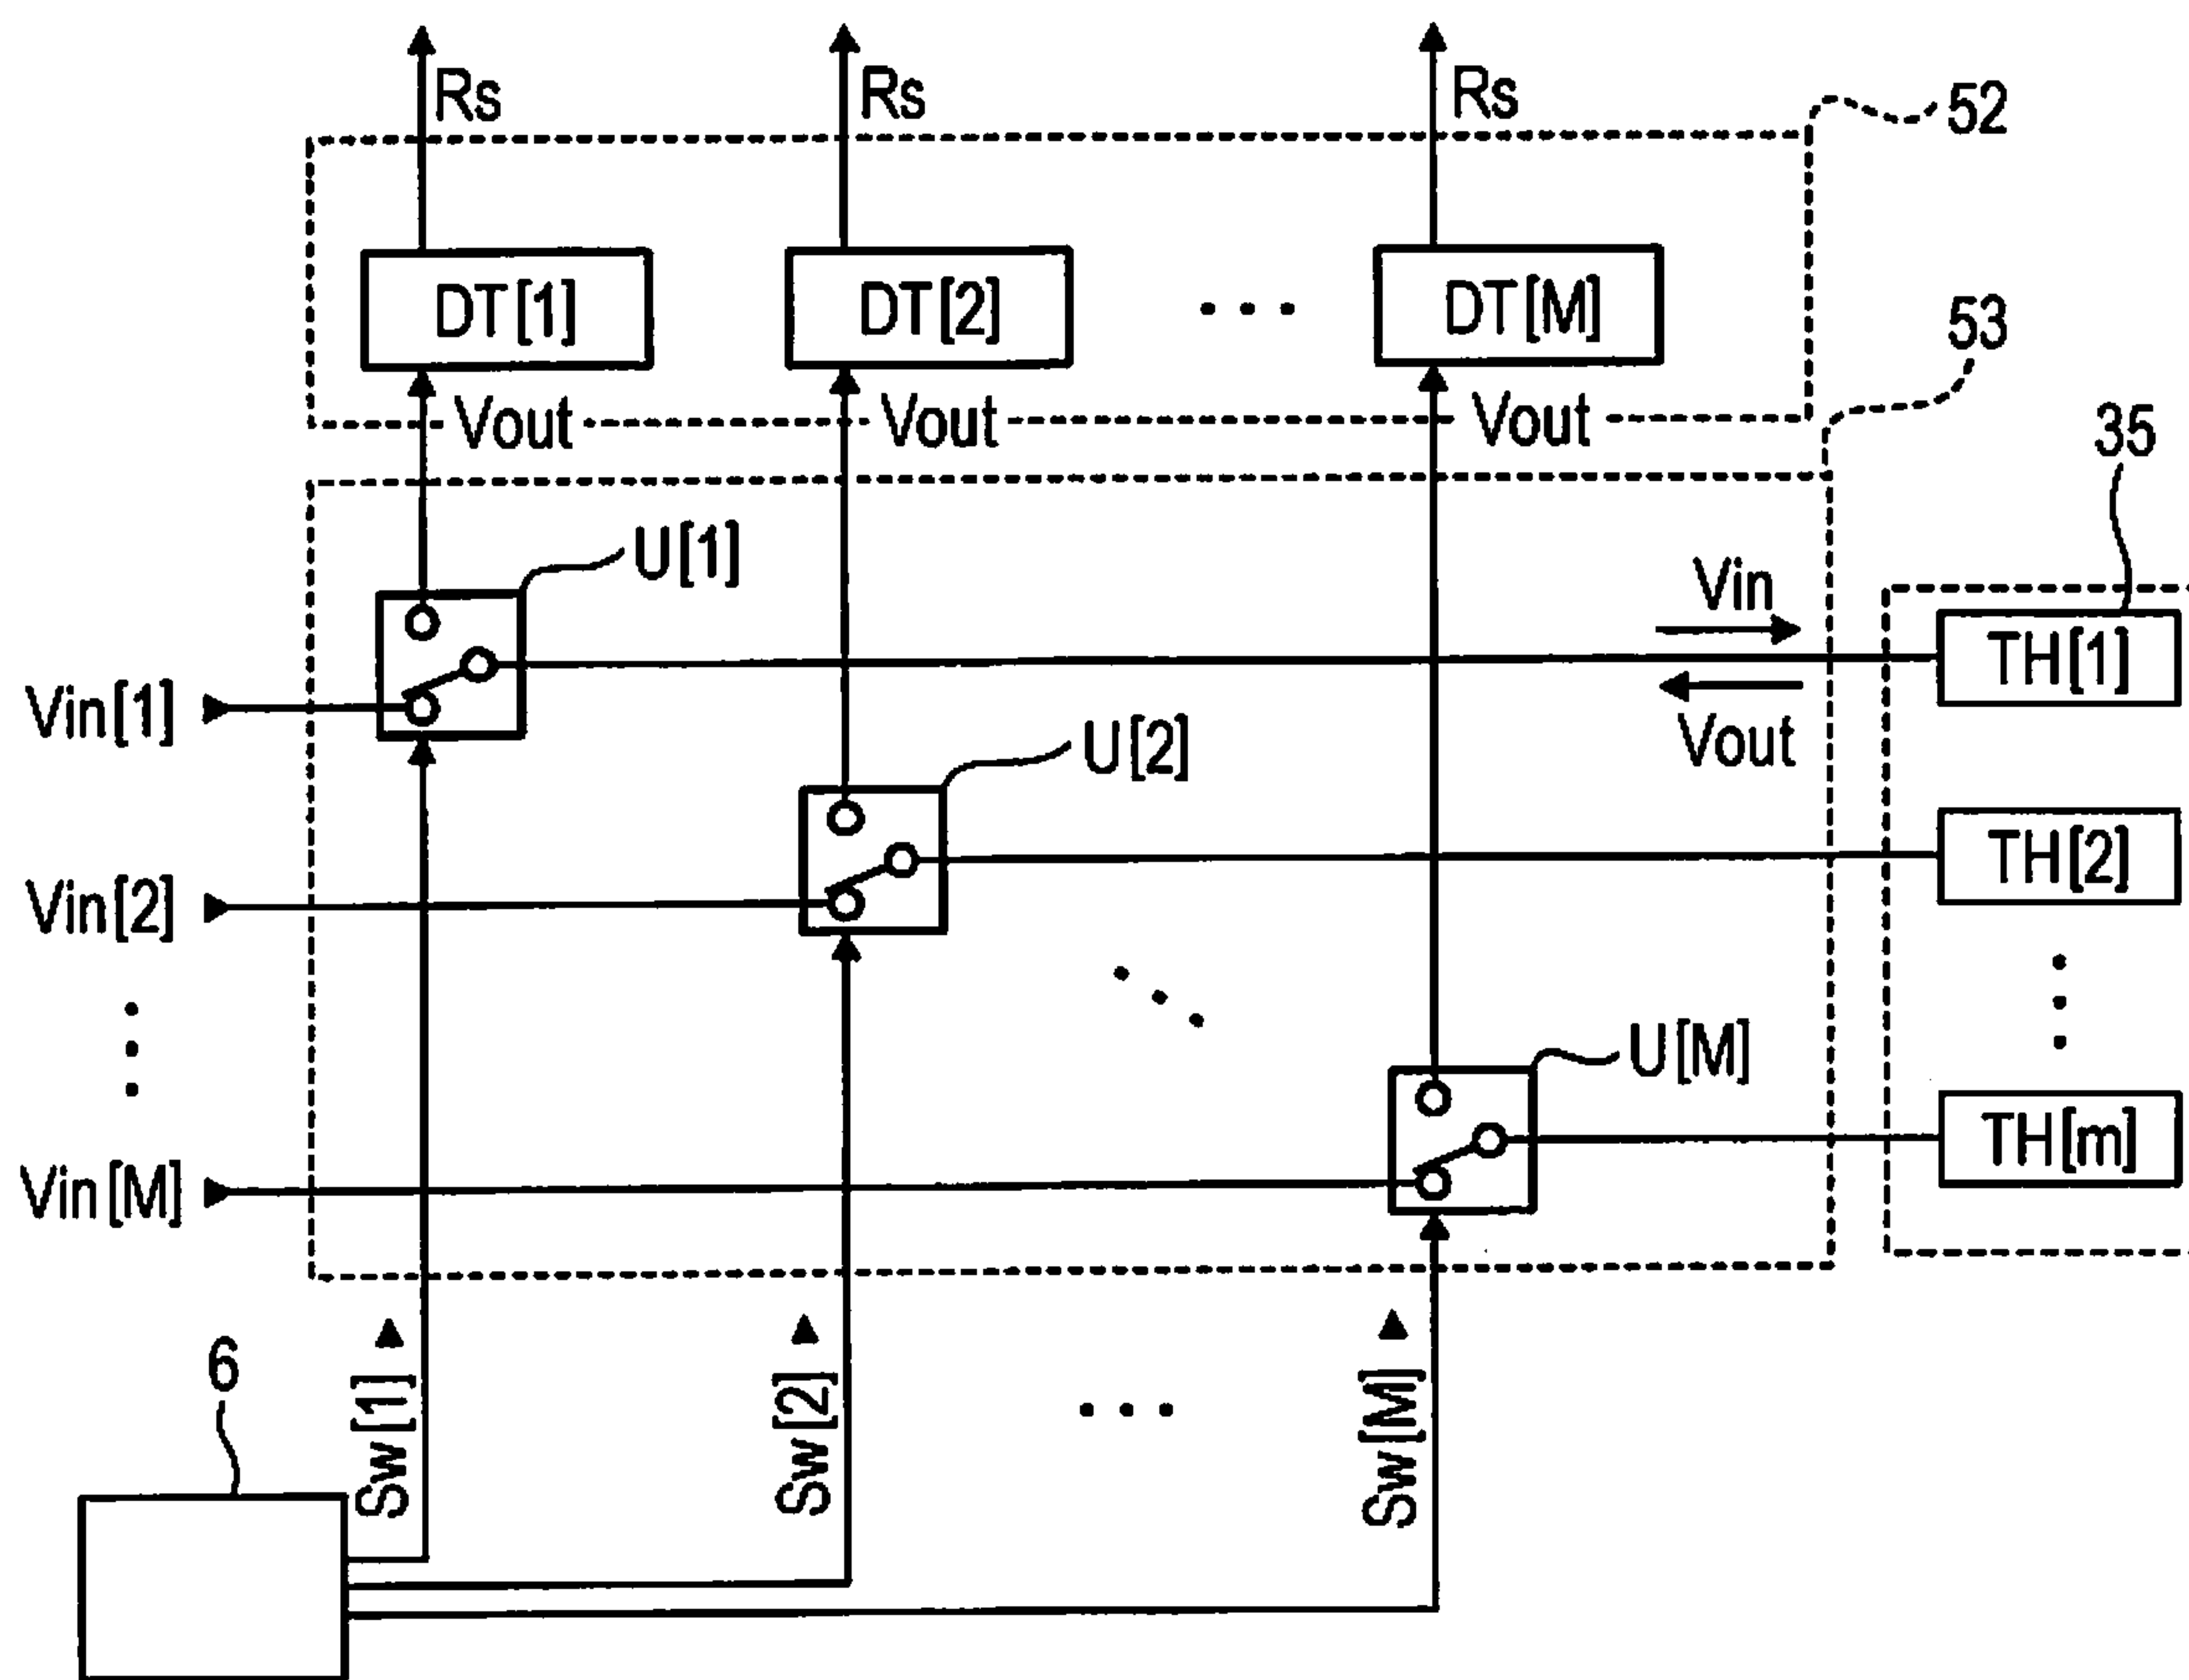 Rs Rs Rs
52
DT[1] DT[2] ... DT[M]
53
Vout Vout Vout
35
U[1]
Vin
TH[1]
Vin[1]
Vout
U[2]
TH[2]
Vin[2]
U[M]
TH[m]
Vin[M]
6
Sw[1] Sw[2] ... Sw[M]